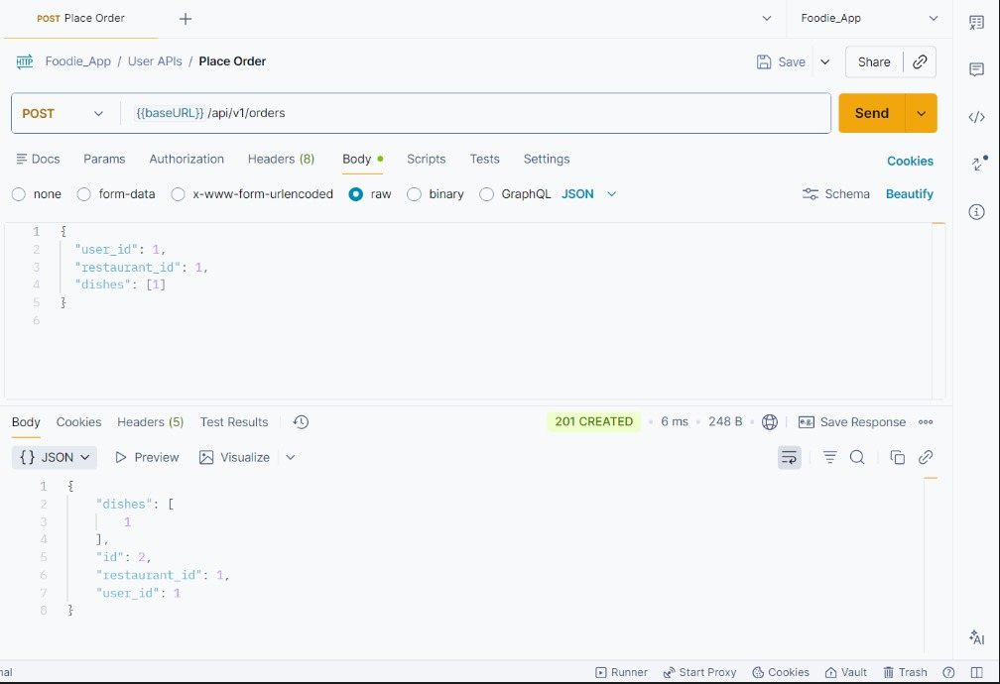 POST Place Order
Foodie_App
HTTP Foodie_App / User APIs / Place Order
Save
Share
POST
{{baseURL}} /api/v1/orders
Send
Docs Params Authorization Headers (8) Body Scripts Tests Settings
Cookies
none form-data x-www-form-urlencoded raw binary GraphQL JSON
Schema Beautify
1 {
2 "user_id": 1,
3 "restaurant_id": 1,
4 "dishes": [1]
5 }
6
Body Cookies Headers (5) Test Results
201 CREATED • 6 ms • 248 B
e.g. Save Response
{} JSON Preview Visualize
1 {
2 "dishes": [
3 1
4 ],
5 "id": 2,
6 "restaurant_id": 1,
7 "user_id": 1
8 }
AI
nal
Runner Start Proxy Cookies Vault Trash